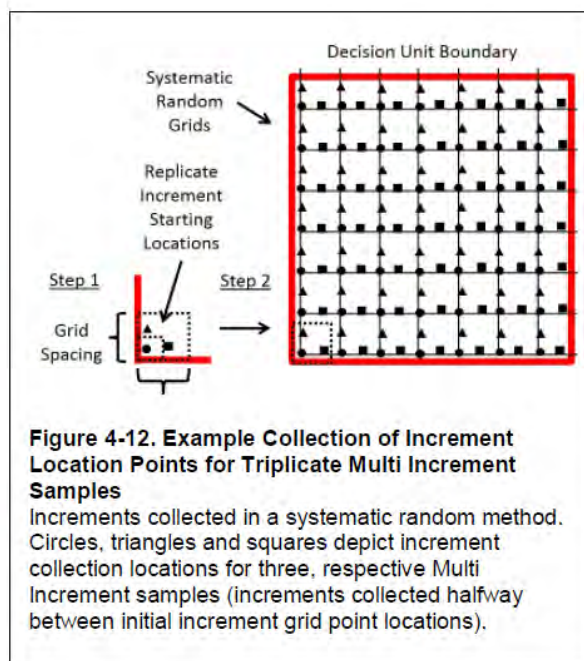 Decision Unit Boundary
Systematic
Random
Grids
Replicate
Increment
Starting
Locations
Step 1
Step 2
Grid
Spacing
Figure 4-12. Example Collection of Increment
Location Points for Triplicate Multi Increment
Samples
Increments collected in a systematic random method.
Circles, triangles and squares depict increment
collection locations for three, respective Multi
Increment samples (increments collected halfway
between initial increment grid point locations).